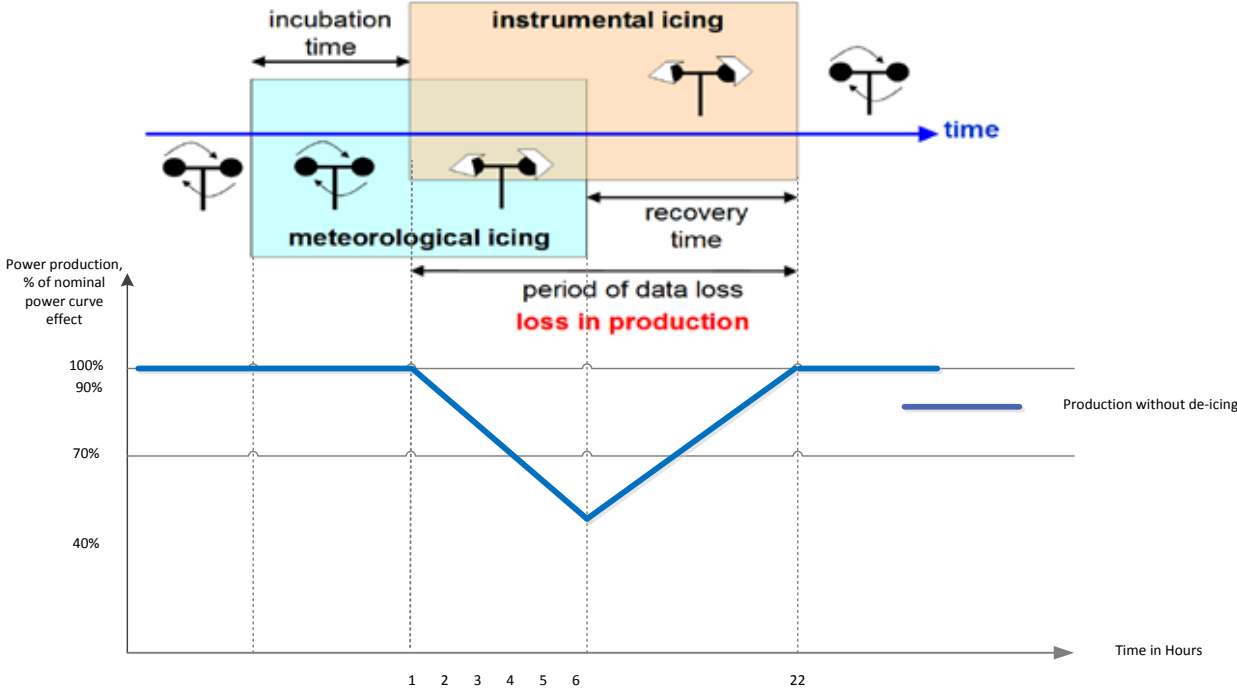 incubation
time
instrumental icing
time
recovery
time
meteorological icing
period of data loss
loss in production
Power production,
% of nominal
power curve
effect
100%
90%
70%
40%
Production without de-icing
Time in Hours
1 2 3 4 5 6 22